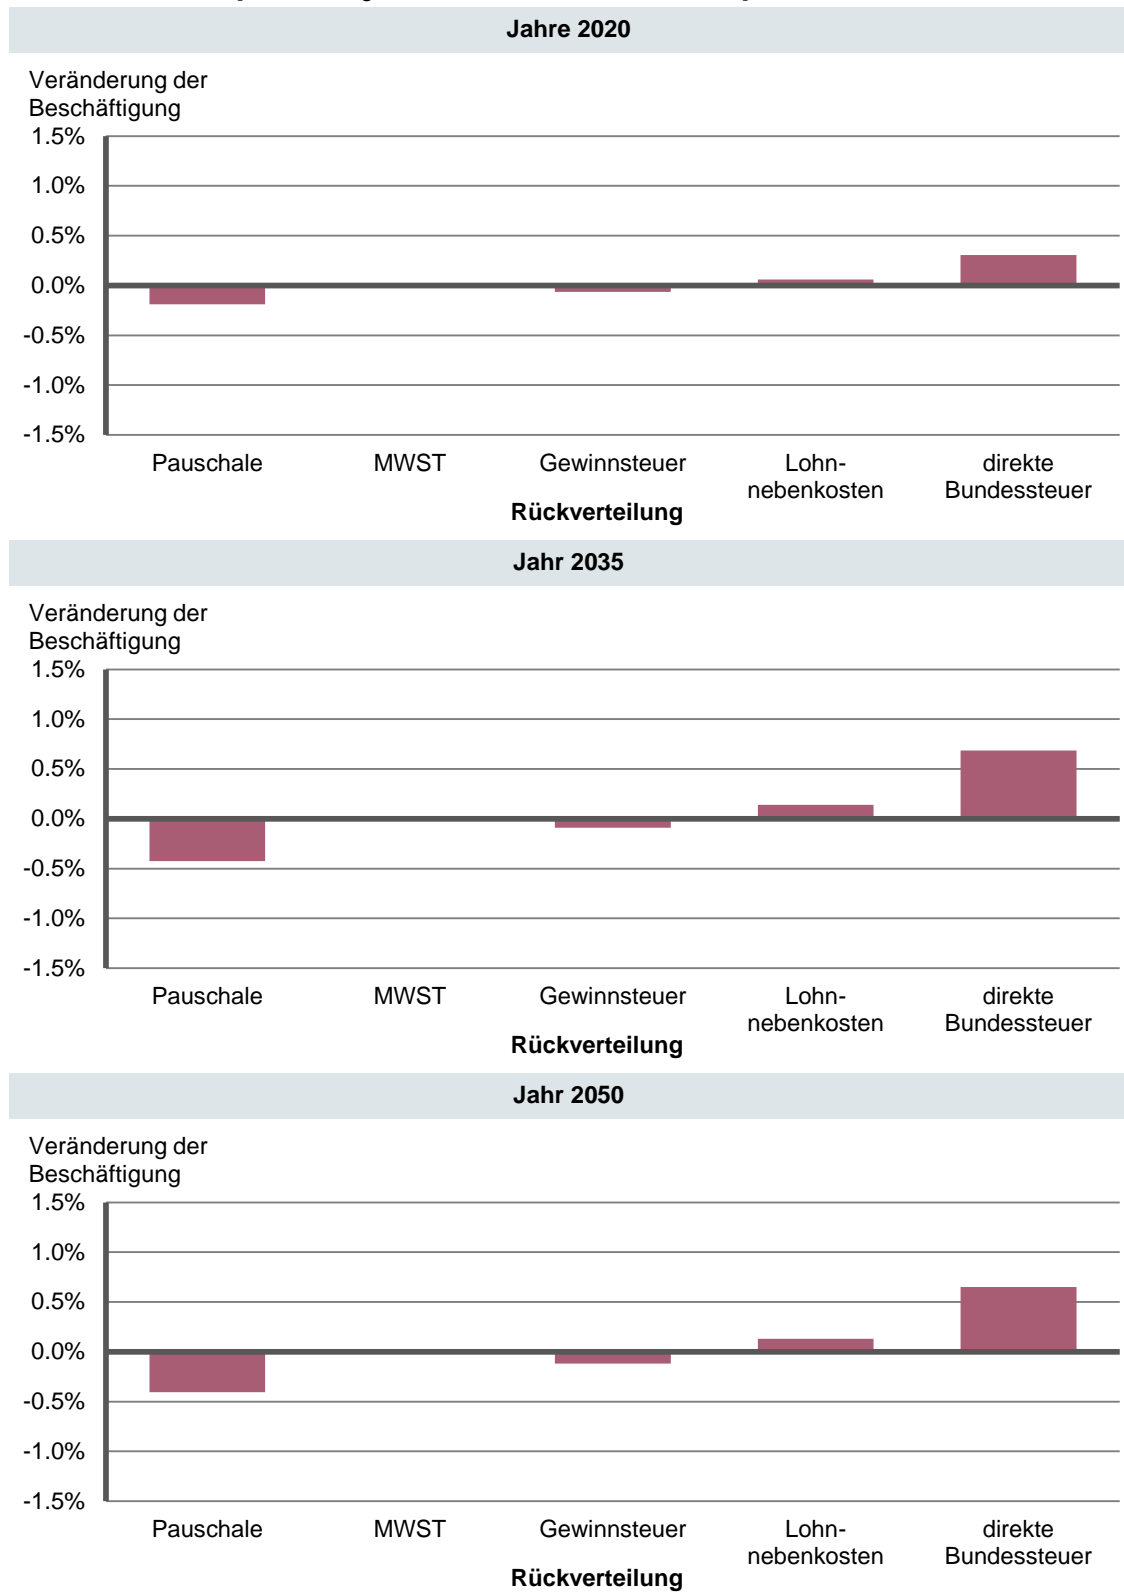 Jahre 2020
Veränderung der
Beschäftigung
1.5%
1.0%
0.5%
0.0%
-0.5%
-1.0%
-1.5%
Pauschale MWST Gewinnsteuer Lohn- direkte
nebenkosten Bundessteuer
Rückverteilung
Jahr 2035
Veränderung der
Beschäftigung
1.5%
1.0%
0.5%
0.0%
-0.5%
-1.0%
-1.5%
Pauschale MWST Gewinnsteuer Lohn- direkte
nebenkosten Bundessteuer
Rückverteilung
Jahr 2050
Veränderung der
Beschäftigung
1.5%
1.0%
0.5%
0.0%
-0.5%
-1.0%
-1.5%
Pauschale MWST Gewinnsteuer Lohn- direkte
nebenkosten Bundessteuer
Rückverteilung